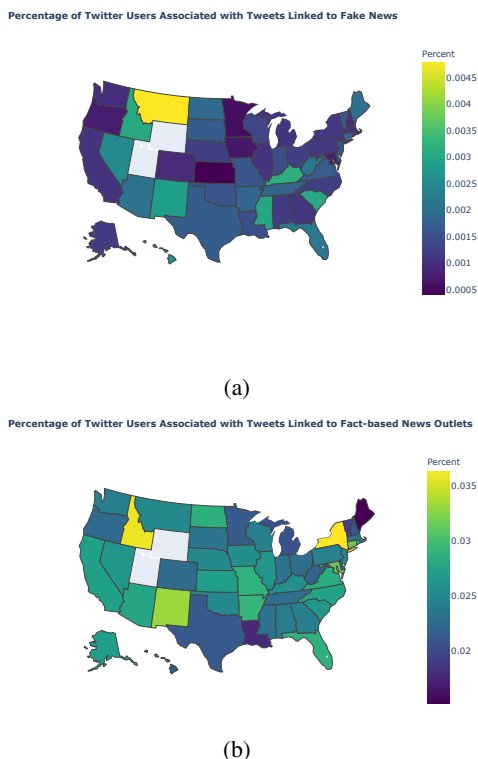 Percentage of Twitter Users Associated with Tweets Linked to Fake News
Percent
0.0045
0.004
0.0035
0.003
0.0025
0.002
0.0015
0.001
0.0005
(a)
Percentage of Twitter Users Associated with Tweets Linked to Fact-based News Outlets
Percent
0.035
0.03
0.025
0.02
(b)